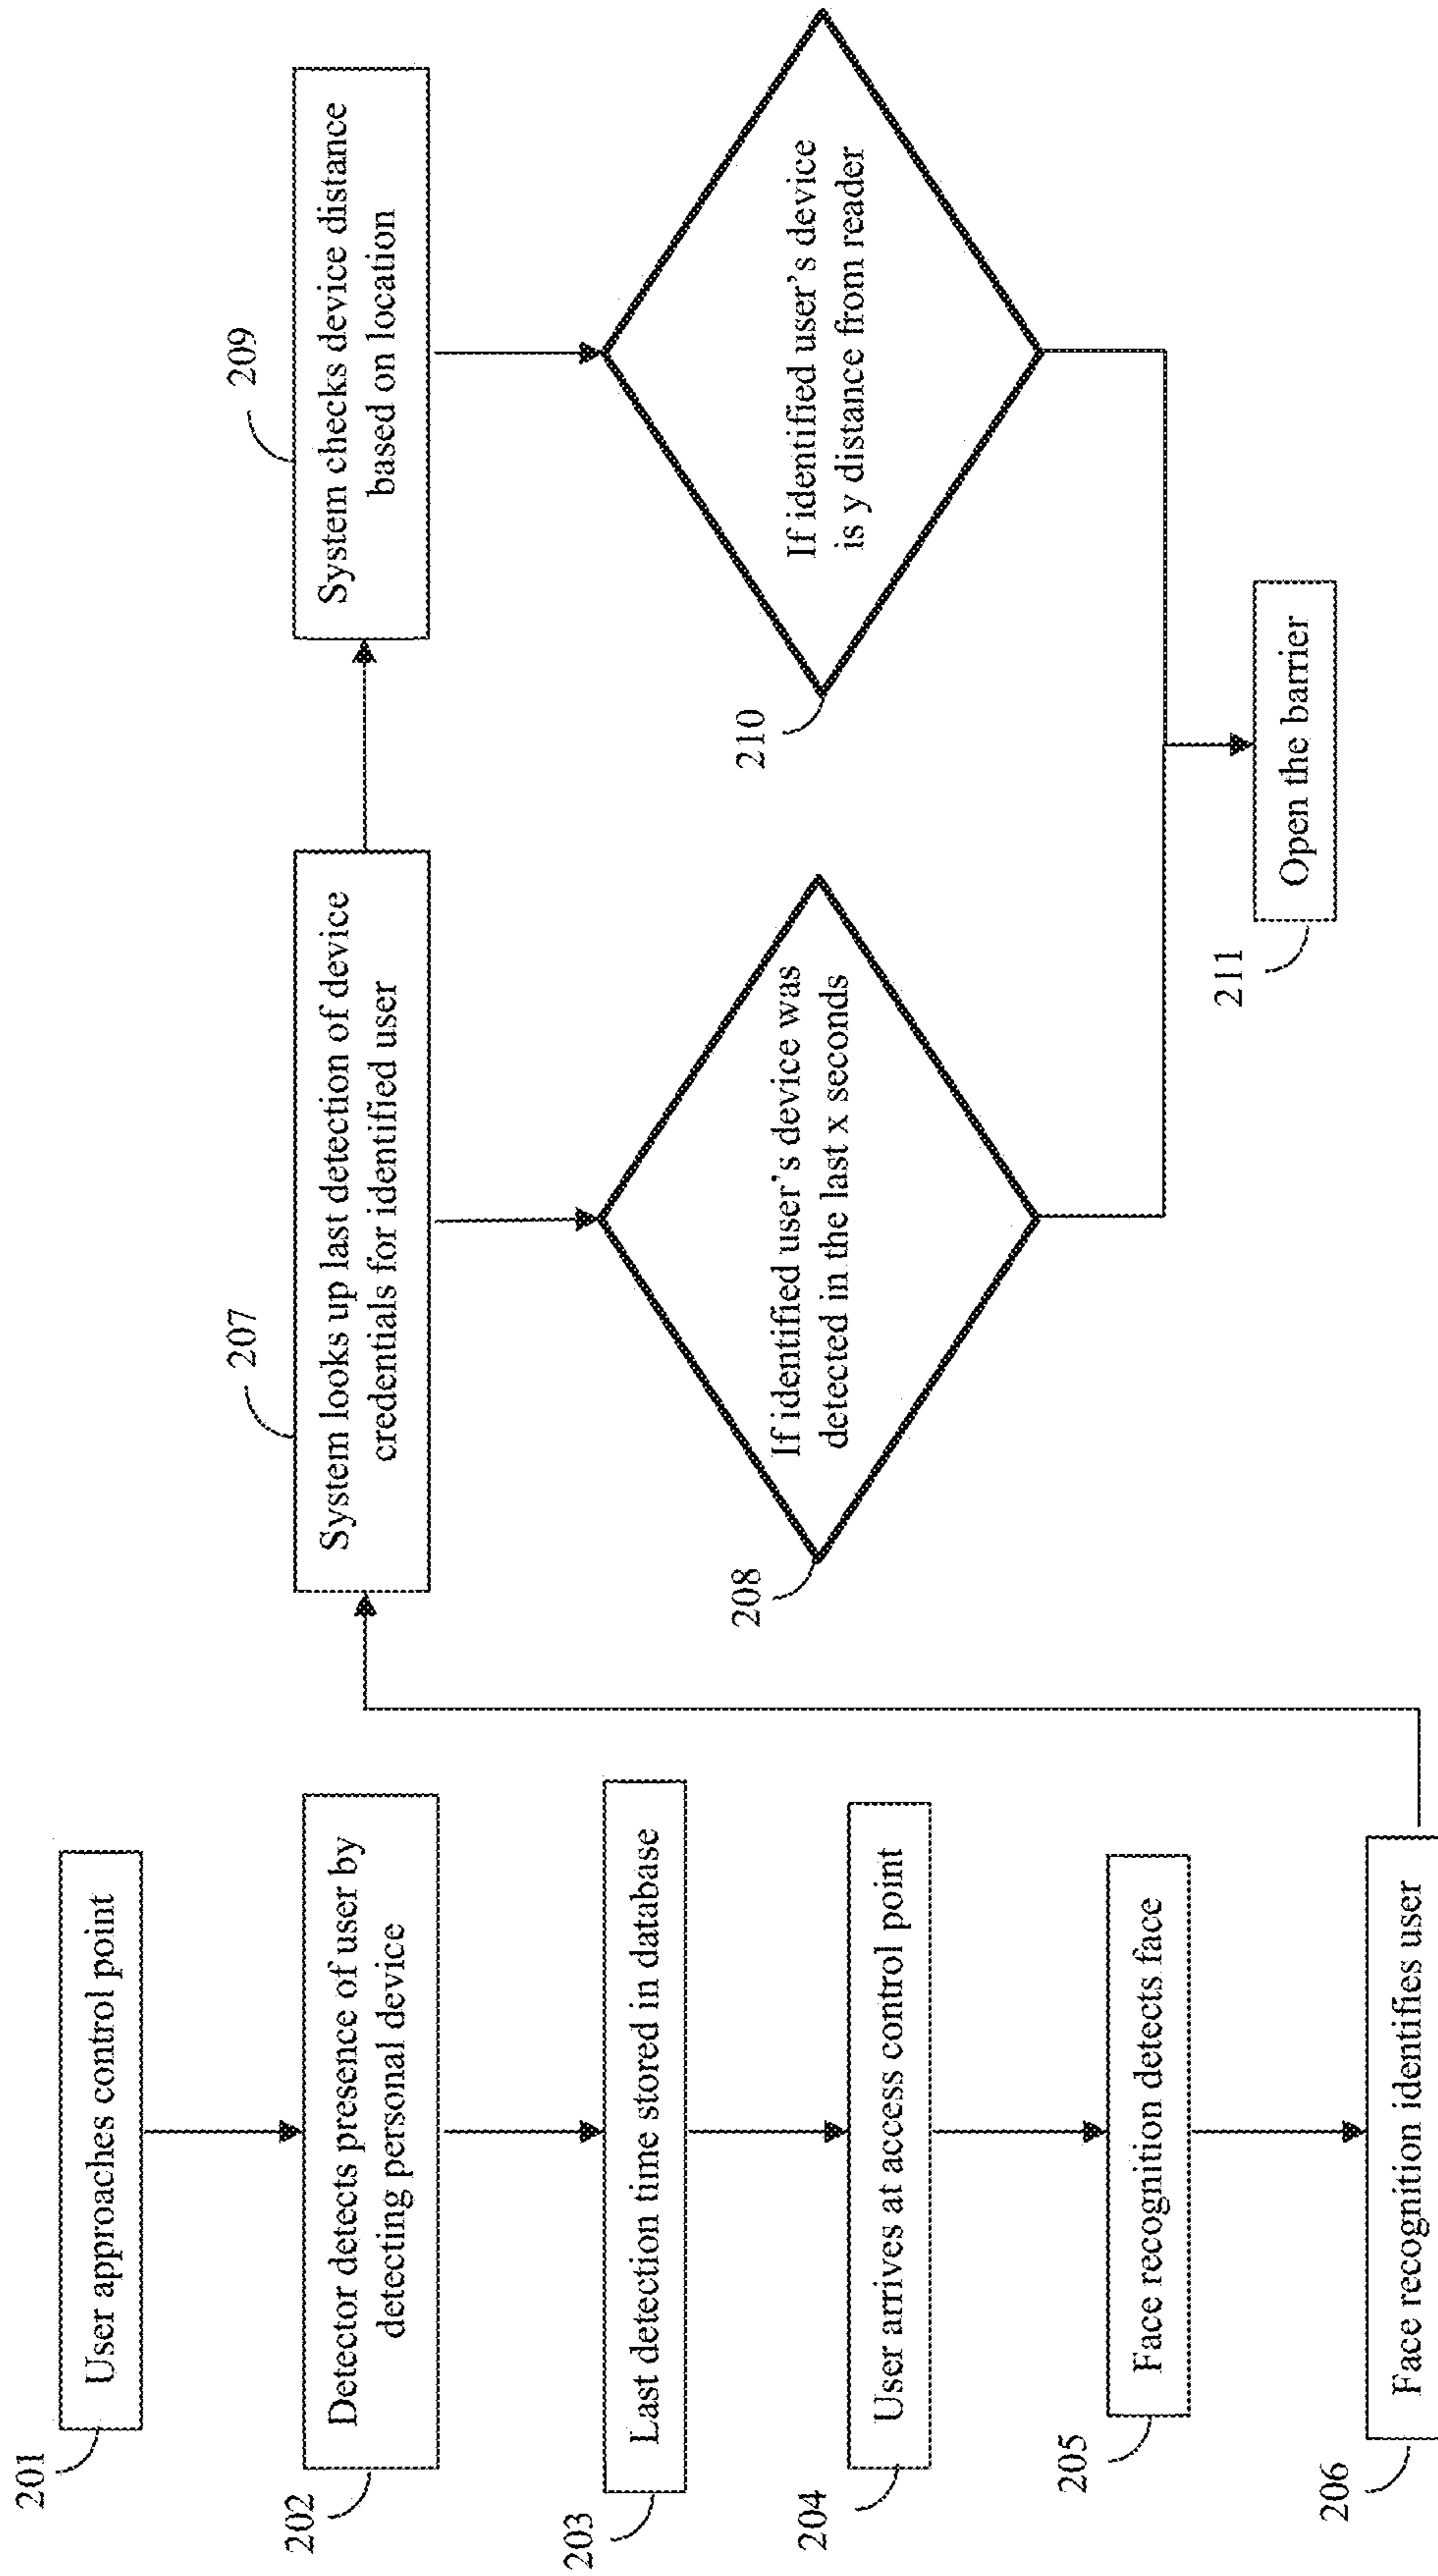 201
User approaches control point
202
Detector detects presence of user by
detecting personal device
203
Last detection time stored in database
204
User arrives at access control point
205
Face recognition detects face
206
Face recognition identifies user
207
System looks up last detection of device
credentials for identified user
208
If identified user's device was
detected in the last x seconds
209
System checks device distance
based on location
210
If identified user's device
is y distance from reader
211
Open the barrier